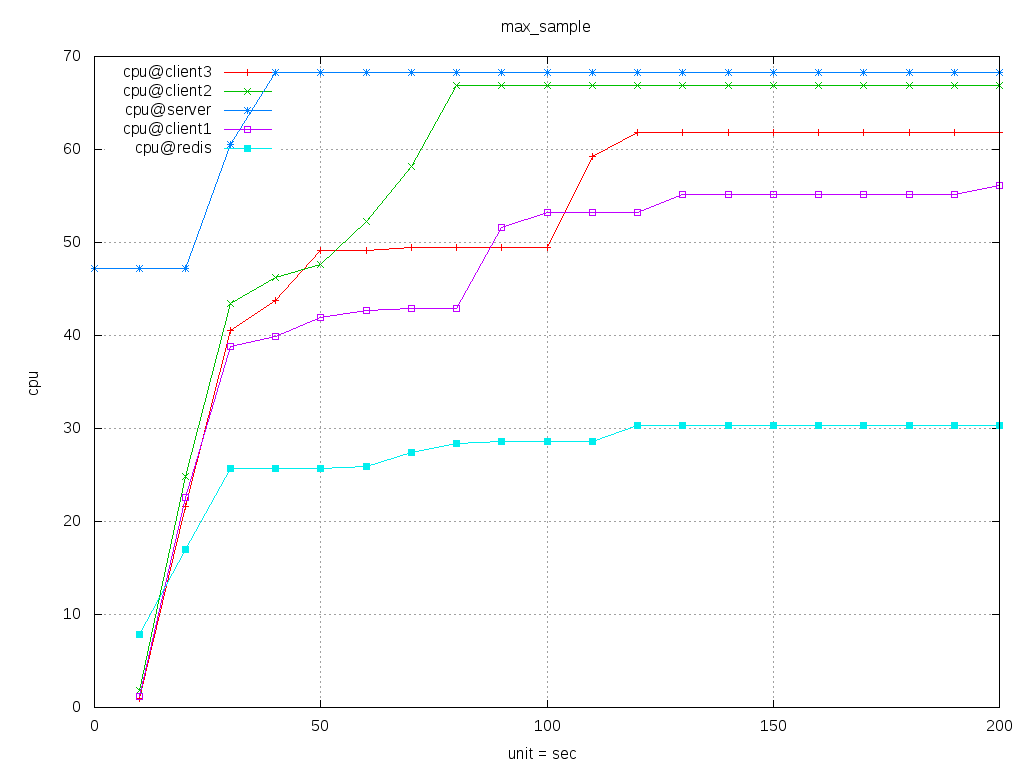 max_sample
70
60
50
40
30
20
10
0
cpu
cpu@client3
cpu@client2
cpu@server
cpu@client1
cpu@redis
0 50 100 150 200
unit = sec